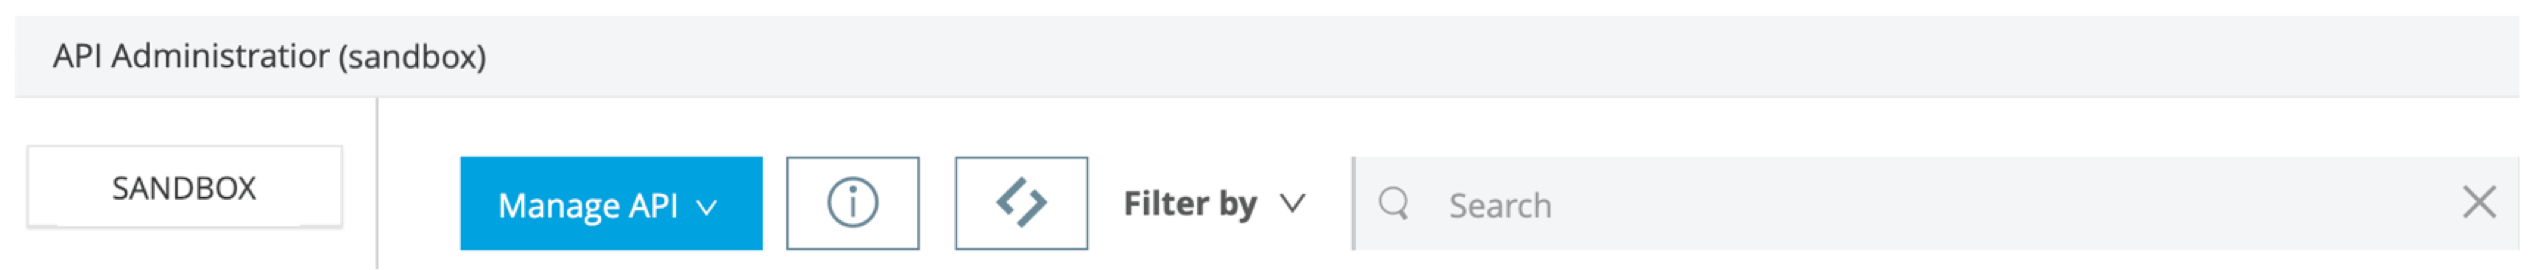 API Administratior (sandbox)
SANDBOX
Manage API
Filter by
Search